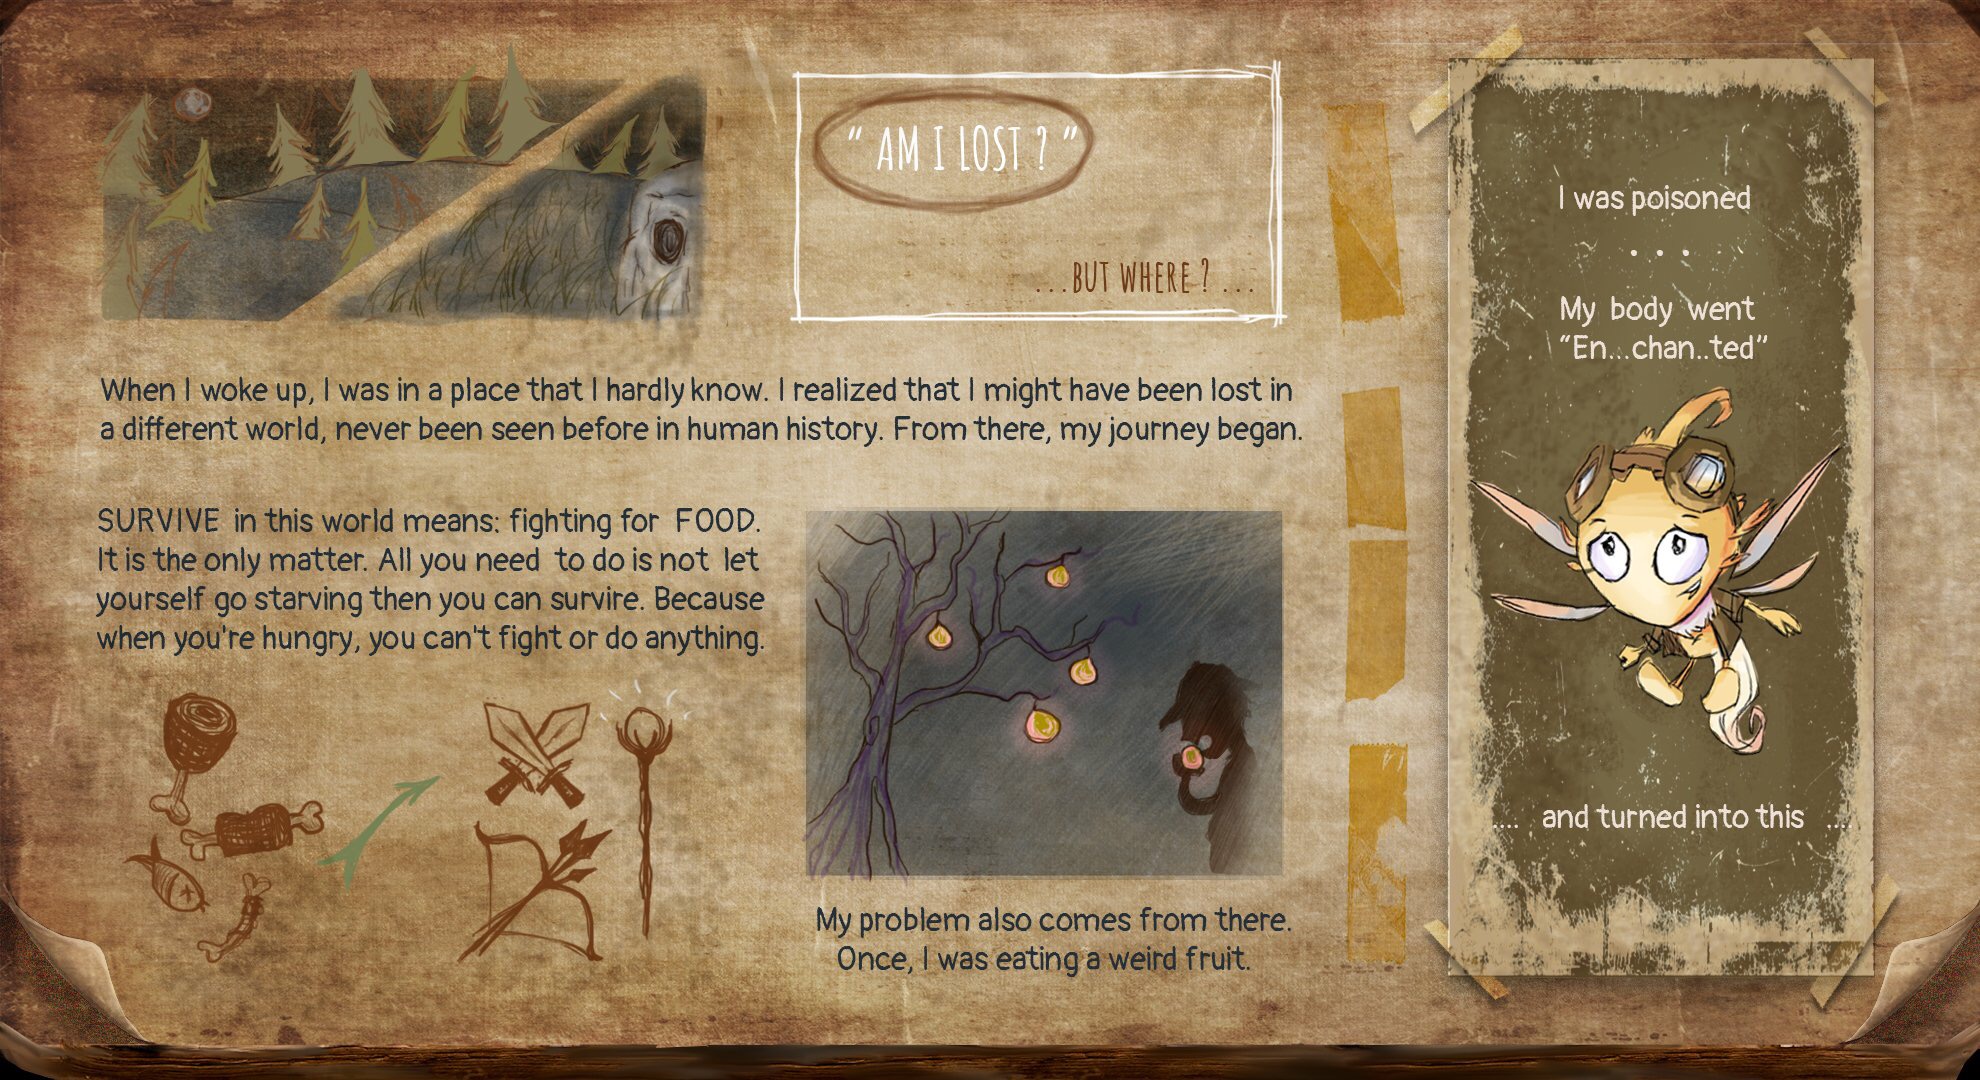 “ AM I LOST ? ”
...BUT WHERE ? ...
When I woke up, I was in a place that I hardly know. I realized that I might have been lost in
a different world, never been seen before in human history. From there, my journey began.
SURVIVE in this world means: fighting for FOOD.
It is the only matter. All you need to do is not let
yourself go starving then you can survire. Because
when you're hungry, you can't fight or do anything.
My problem also comes from there.
Once, I was eating a weird fruit.
I was poisoned
. . .
My body went
“En...chan..ted”
.... and turned into this ....